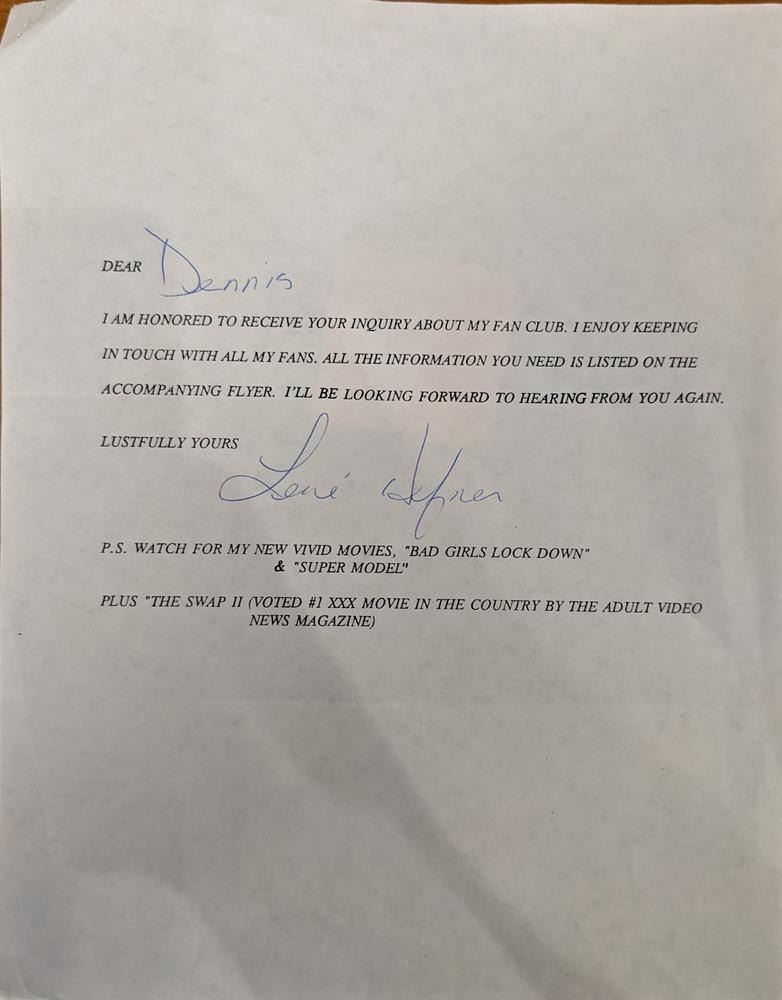 DEAR Dennis
I AM HONORED TO RECEIVE YOUR INQUIRY ABOUT MY FAN CLUB. I ENJOY KEEPING
IN TOUCH WITH ALL MY FANS. ALL THE INFORMATION YOU NEED IS LISTED ON THE
ACCOMPANYING FLYER. I'LL BE LOOKING FORWARD TO HEARING FROM YOU AGAIN.
LUSTFULLY YOURS
Lené Hefner
P.S. WATCH FOR MY NEW VIVID MOVIES, "BAD GIRLS LOCK DOWN"
& "SUPER MODEL"
PLUS "THE SWAP II (VOTED #1 XXX MOVIE IN THE COUNTRY BY THE ADULT VIDEO
NEWS MAGAZINE)